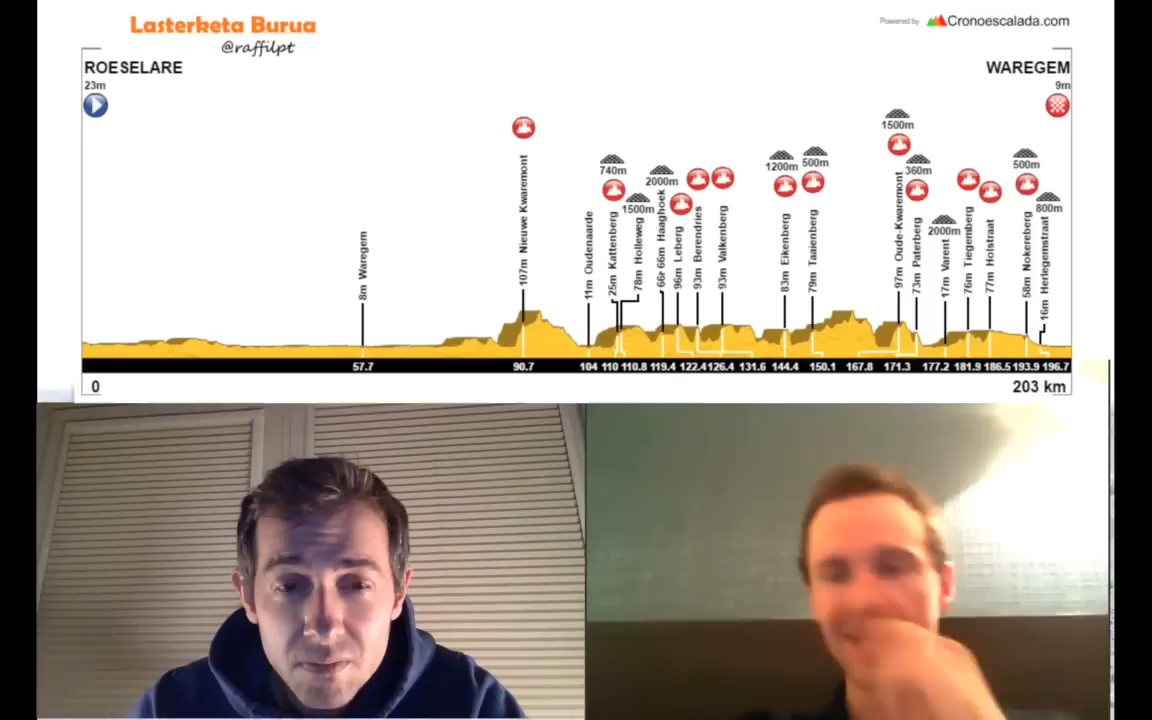 Lasterketa Burua
@raffilpt
Powered by Cronoescalada.com
ROESELARE
23m
WAREGEM
9m
8m Waregem
107m Nieuwe Kwaremont
11m Oudenaarde
740m
25m Kattenberg
1500m
78m Holleweg
2000m
66m Haaghoek
96m Leberg
93m Berendries
93m Valkenberg
1200m
83m Eikenberg
500m
79m Taaienberg
1500m
97m Oude-Kwaremont
360m
73m Paterberg
2000m
17m Varent
76m Tiegemberg
77m Holstraat
500m
58m Nokereberg
800m
16m Herlegemstraat
57.7 90.7 104 110 110.8 119.4 122.4 126.4 131.6 144.4 150.1 167.8 171.3 177.2 181.9 186.5 193.9 196.7
0
203 km